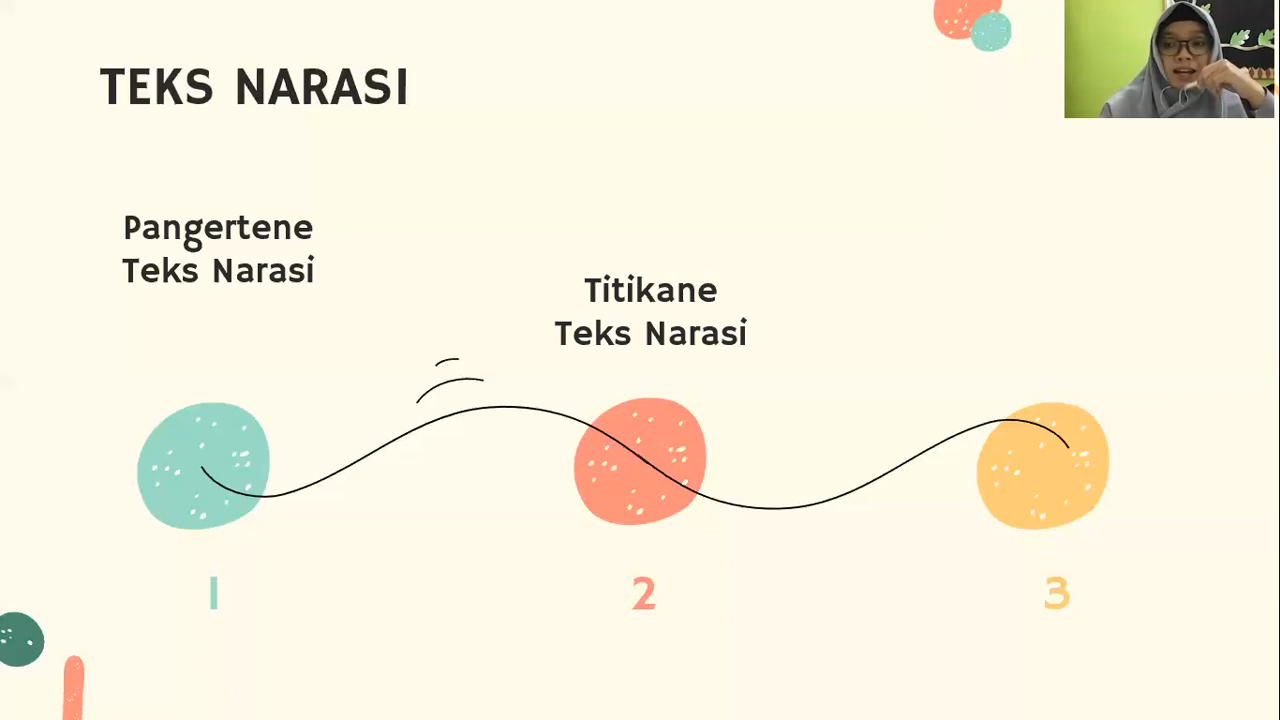 TEKS NARASI
Pangertene
Teks Narasi
Titikane
Teks Narasi
1
2
3